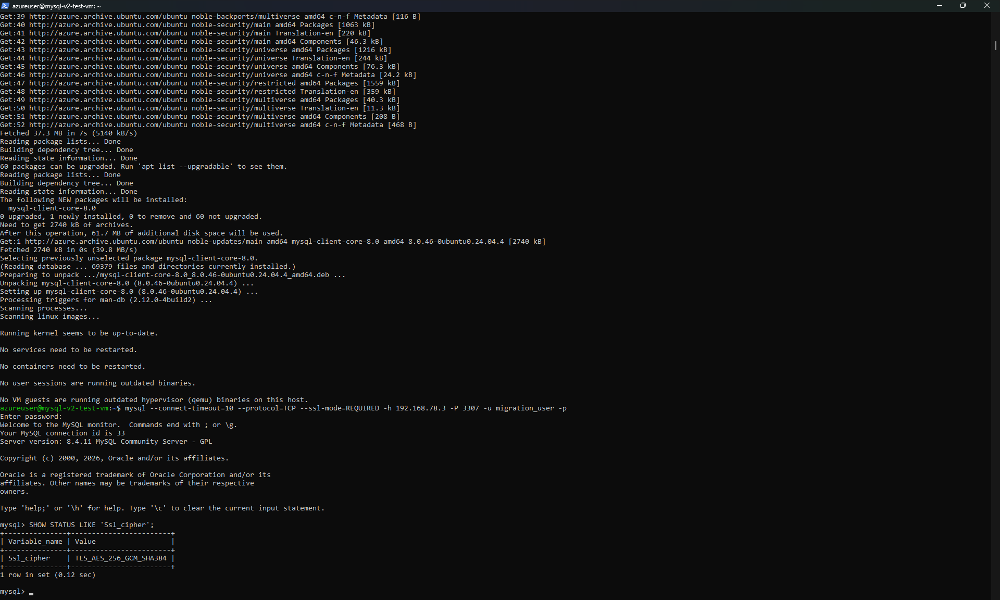 azureuser@mysql-v2-test-vm: ~
Get:39 http://azure.archive.ubuntu.com/ubuntu noble-backports/multiverse amd64 c-n-f Metadata [116 B]
Get:40 http://azure.archive.ubuntu.com/ubuntu noble-security/main amd64 Packages [1063 kB]
Get:41 http://azure.archive.ubuntu.com/ubuntu noble-security/main Translation-en [220 kB]
Get:42 http://azure.archive.ubuntu.com/ubuntu noble-security/main amd64 Components [46.3 kB]
Get:43 http://azure.archive.ubuntu.com/ubuntu noble-security/universe amd64 Packages [1216 kB]
Get:44 http://azure.archive.ubuntu.com/ubuntu noble-security/universe Translation-en [244 kB]
Get:45 http://azure.archive.ubuntu.com/ubuntu noble-security/universe amd64 Components [76.3 kB]
Get:46 http://azure.archive.ubuntu.com/ubuntu noble-security/universe amd64 c-n-f Metadata [24.2 kB]
Get:47 http://azure.archive.ubuntu.com/ubuntu noble-security/restricted amd64 Packages [1559 kB]
Get:48 http://azure.archive.ubuntu.com/ubuntu noble-security/restricted Translation-en [359 kB]
Get:49 http://azure.archive.ubuntu.com/ubuntu noble-security/multiverse amd64 Packages [40.3 kB]
Get:50 http://azure.archive.ubuntu.com/ubuntu noble-security/multiverse Translation-en [11.3 kB]
Get:51 http://azure.archive.ubuntu.com/ubuntu noble-security/multiverse amd64 Components [208 B]
Get:52 http://azure.archive.ubuntu.com/ubuntu noble-security/multiverse amd64 c-n-f Metadata [468 B]
Fetched 37.3 MB in 7s (5140 kB/s)
Reading package lists... Done
Building dependency tree... Done
Reading state information... Done
60 packages can be upgraded. Run 'apt list --upgradable' to see them.
Reading package lists... Done
Building dependency tree... Done
Reading state information... Done
The following NEW packages will be installed:
  mysql-client-core-8.0
0 upgraded, 1 newly installed, 0 to remove and 60 not upgraded.
Need to get 2740 kB of archives.
After this operation, 61.7 MB of additional disk space will be used.
Get:1 http://azure.archive.ubuntu.com/ubuntu noble-updates/main amd64 mysql-client-core-8.0 amd64 8.0.46-0ubuntu0.24.04.4 [2740 kB]
Fetched 2740 kB in 0s (39.8 MB/s)
Selecting previously unselected package mysql-client-core-8.0.
(Reading database ... 69379 files and directories currently installed.)
Preparing to unpack .../mysql-client-core-8.0_8.0.46-0ubuntu0.24.04.4_amd64.deb ...
Unpacking mysql-client-core-8.0 (8.0.46-0ubuntu0.24.04.4) ...
Setting up mysql-client-core-8.0 (8.0.46-0ubuntu0.24.04.4) ...
Processing triggers for man-db (2.12.0-4build2) ...
Scanning processes...
Scanning linux images...
Running kernel seems to be up-to-date.
No services need to be restarted.
No containers need to be restarted.
No user sessions are running outdated binaries.
No VM guests are running outdated hypervisor (qemu) binaries on this host.
azureuser@mysql-v2-test-vm:~$ mysql --connect-timeout=10 --protocol=TCP --ssl-mode=REQUIRED -h 192.168.78.3 -P 3307 -u migration_user -p
Enter password:
Welcome to the MySQL monitor.  Commands end with ; or \g.
Your MySQL connection id is 33
Server version: 8.4.11 MySQL Community Server - GPL
Copyright (c) 2000, 2026, Oracle and/or its affiliates.
Oracle is a registered trademark of Oracle Corporation and/or its
affiliates. Other names may be trademarks of their respective
owners.
Type 'help;' or '\h' for help. Type '\c' to clear the current input statement.
mysql> SHOW STATUS LIKE 'Ssl_cipher';
+---------------+------------------------+
| Variable_name | Value                  |
+---------------+------------------------+
| Ssl_cipher    | TLS_AES_256_GCM_SHA384 |
+---------------+------------------------+
1 row in set (0.12 sec)
mysql> _